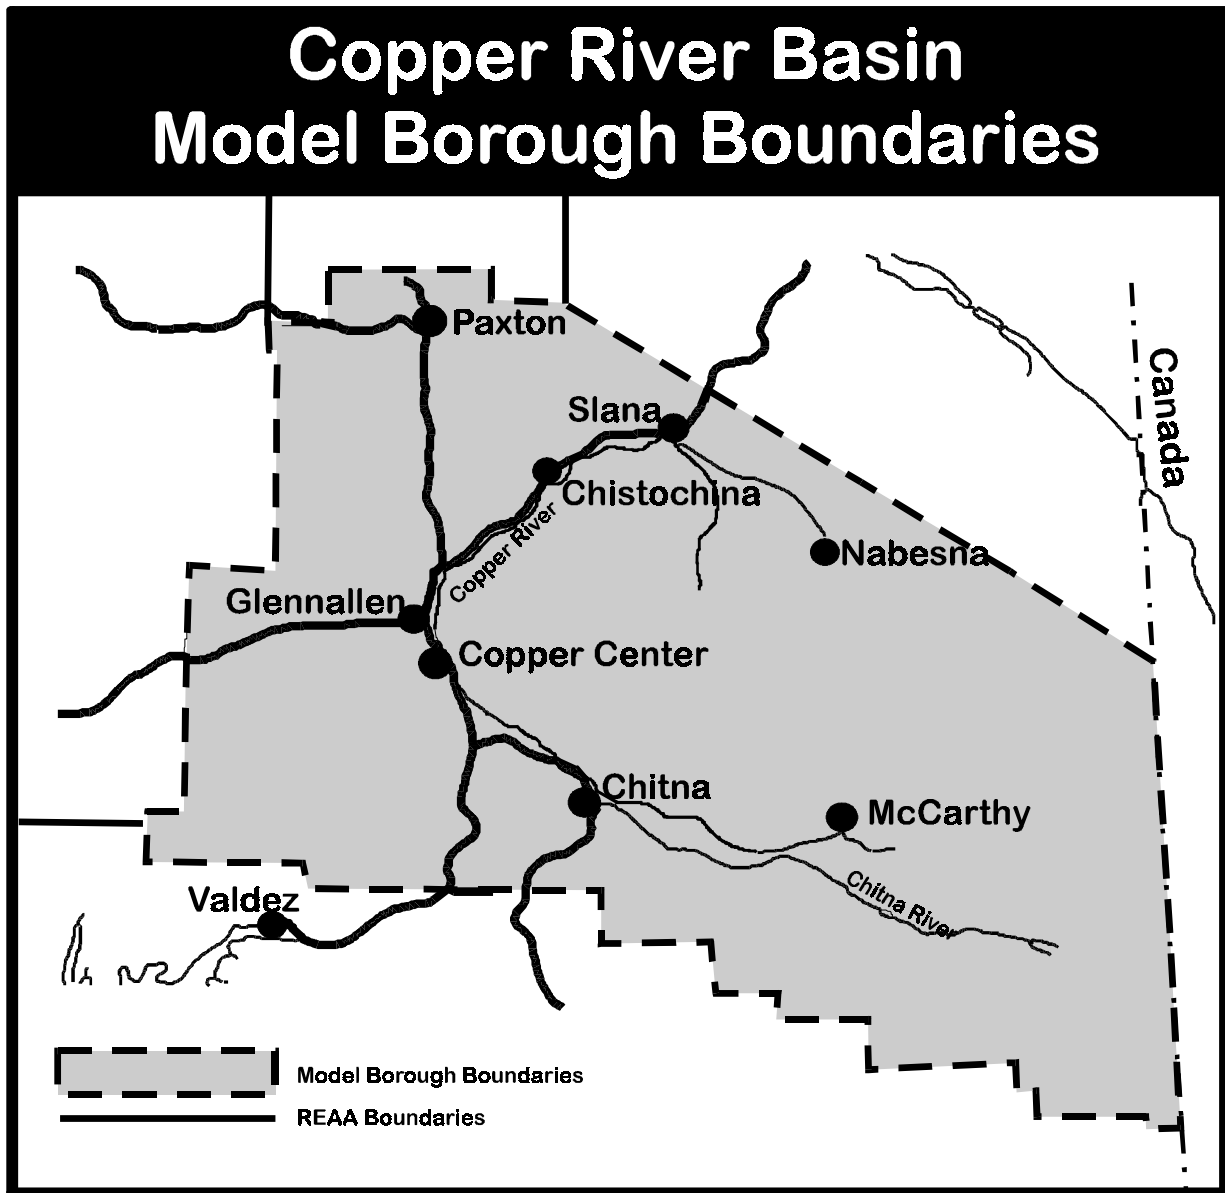 Copper River Basin
Model Borough Boundaries
Paxton
Canada
Slana
Chistochina
Copper River
Nabesna
Glennallen
Copper Center
Chitna
McCarthy
Chitna River
Valdez
Model Borough Boundaries
REAA Boundaries